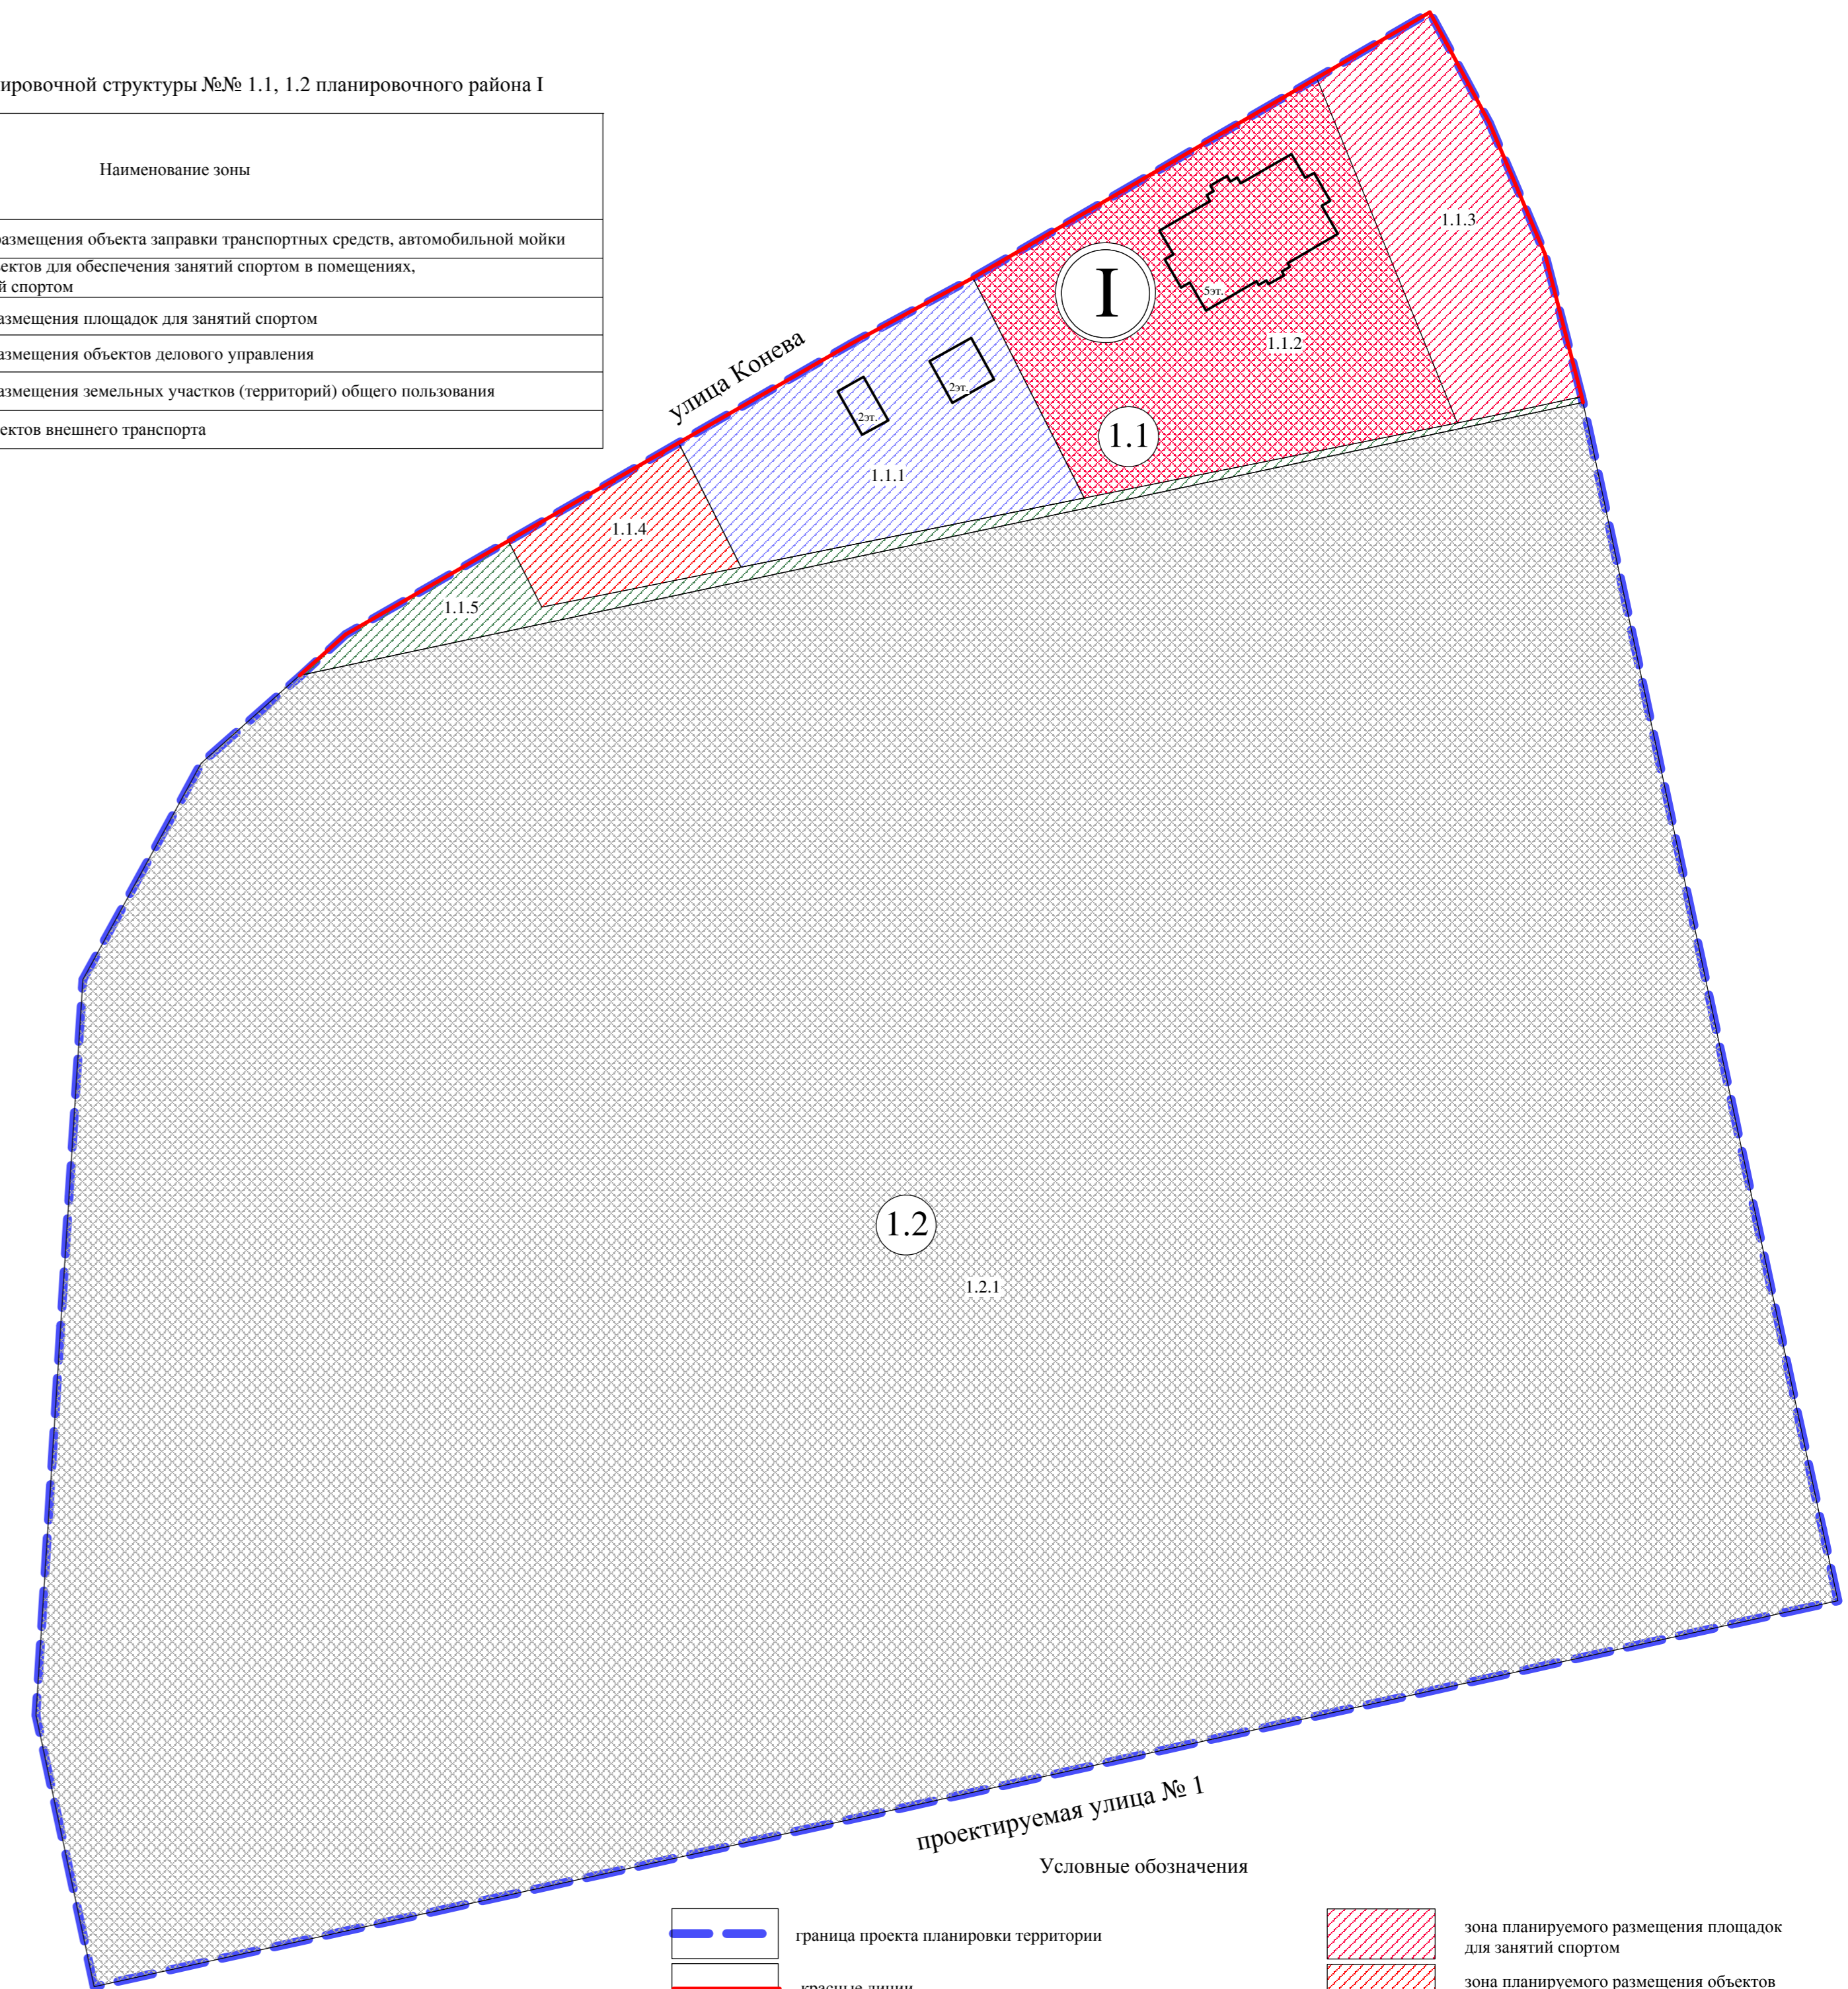 ировочной структуры №№ 1.1, 1.2 планировочного района I
Наименование зоны
размещения объекта заправки транспортных средств, автомобильной мойки
ектов для обеспечения занятий спортом в помещениях,
й спортом
азмещения площадок для занятий спортом
азмещения объектов делового управления
азмещения земельных участков (территорий) общего пользования
ектов внешнего транспорта
1.1.3
I
5эт.
1.1.2
улица Конева
2эт.
2эт.
1.1
1.1.1
1.1.4
1.1.5
1.2
1.2.1
проектируемая улица № 1
Условные обозначения
граница проекта планировки территории
красные линии
зона планируемого размещения площадок
для занятий спортом
зона планируемого размещения объектов